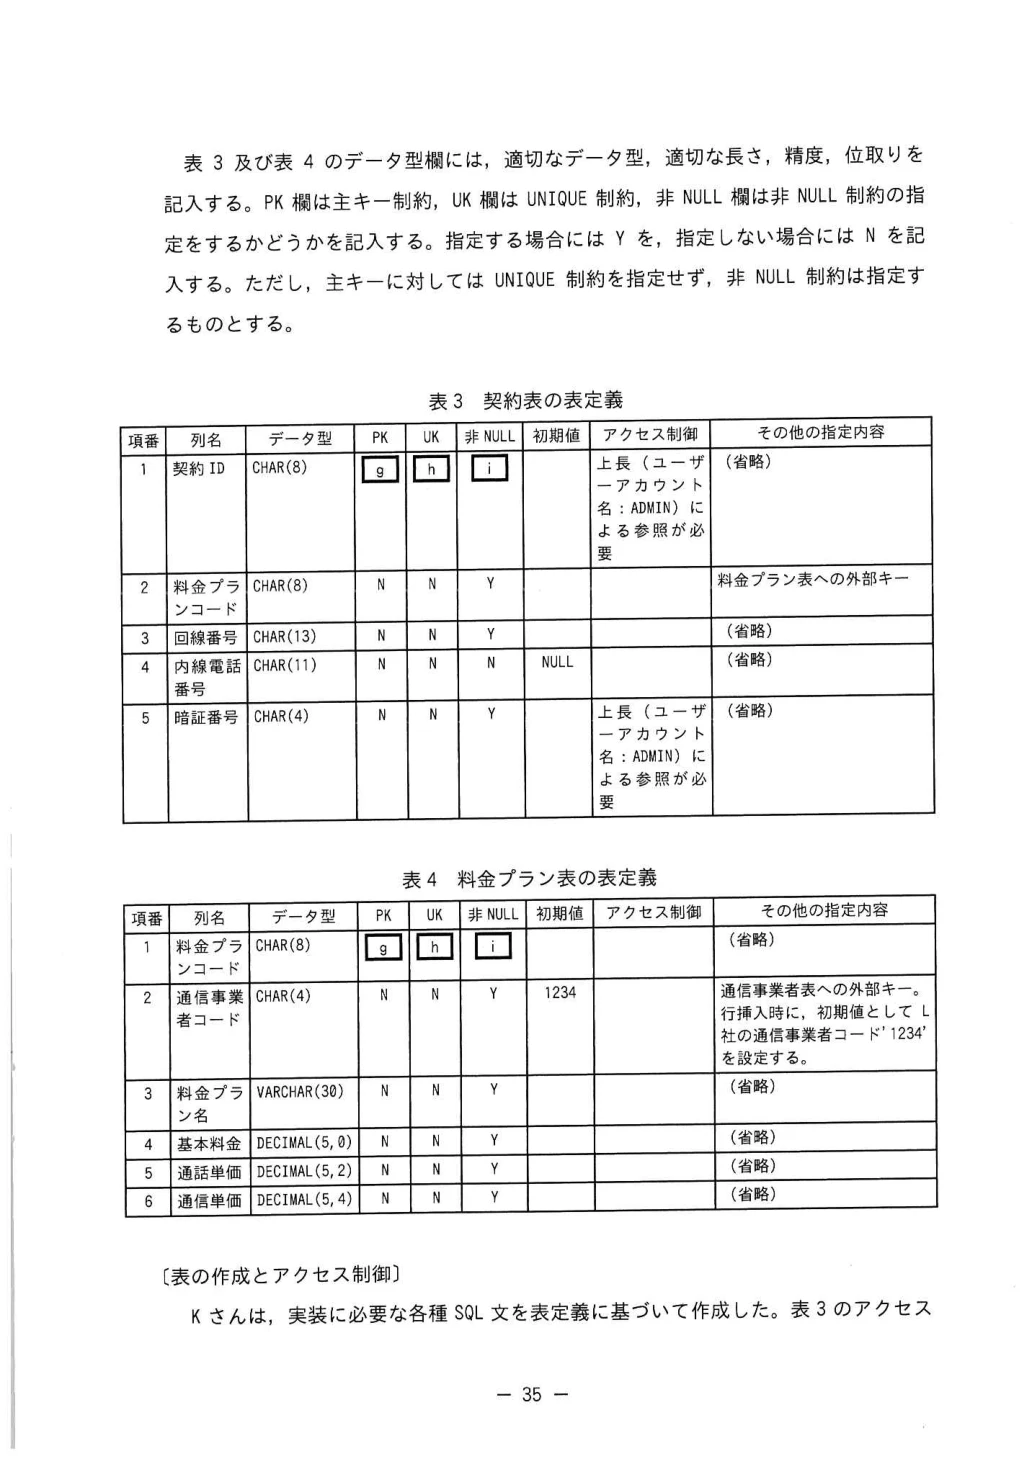 表 3 及び表 4 のデータ型欄には，適切なデータ型，適切な長さ，精度，位取りを
記入する。PK 欄は主キー制約，UK 欄は UNIQUE 制約，非 NULL 欄は非 NULL 制約の指
定をするかどうかを記入する。指定する場合には Y を，指定しない場合には N を記
入する。ただし，主キーに対しては UNIQUE 制約を指定せず，非 NULL 制約は指定す
るものとする。
表 3 契約表の表定義
項番 列名 データ型 PK UK 非 NULL 初期値 アクセス制御 その他の指定内容
1 契約 ID CHAR(8) g h i 上長（ユーザ （省略）
ーアカウント
名：ADMIN）に
よる参照が必
要
2 料金プラ CHAR(8) N N Y 料金プラン表への外部キー
ンコード
3 回線番号 CHAR(13) N N Y （省略）
4 内線電話 CHAR(11) N N N NULL （省略）
番号
5 暗証番号 CHAR(4) N N Y 上長（ユーザ （省略）
ーアカウント
名：ADMIN）に
よる参照が必
要
表 4 料金プラン表の表定義
項番 列名 データ型 PK UK 非 NULL 初期値 アクセス制御 その他の指定内容
1 料金プラ CHAR(8) g h i （省略）
ンコード
2 通信事業 CHAR(4) N N Y 1234 通信事業者表への外部キー。
者コード 行挿入時に，初期値として L
社の通信事業者コード'1234'
を設定する。
3 料金プラ VARCHAR(30) N N Y （省略）
ン名
4 基本料金 DECIMAL(5,0) N N Y （省略）
5 通話単価 DECIMAL(5,2) N N Y （省略）
6 通信単価 DECIMAL(5,4) N N Y （省略）
〔表の作成とアクセス制御〕
K さんは，実装に必要な各種 SQL 文を表定義に基づいて作成した。表 3 のアクセス
－ 35 －